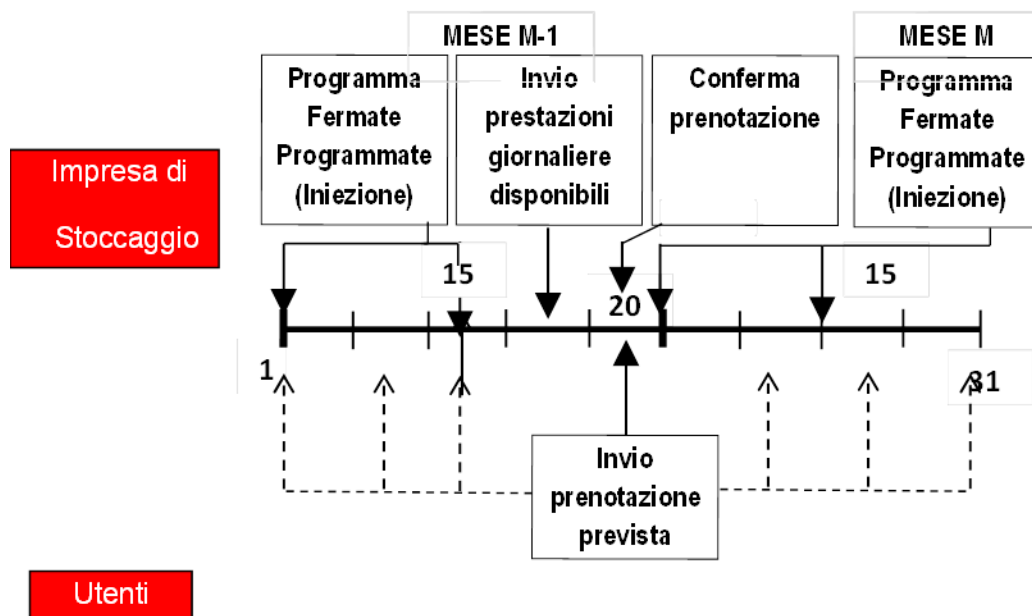 MESE M-1
MESE M
Programma
Fermate
Programmate
(Iniezione)
Invio
prestazioni
giornaliere
disponibili
Conferma
prenotazione
Programma
Fermate
Programmate
(Iniezione)
Impresa di
Stoccaggio
15
20
15
1
31
Invio
prenotazione
prevista
Utenti